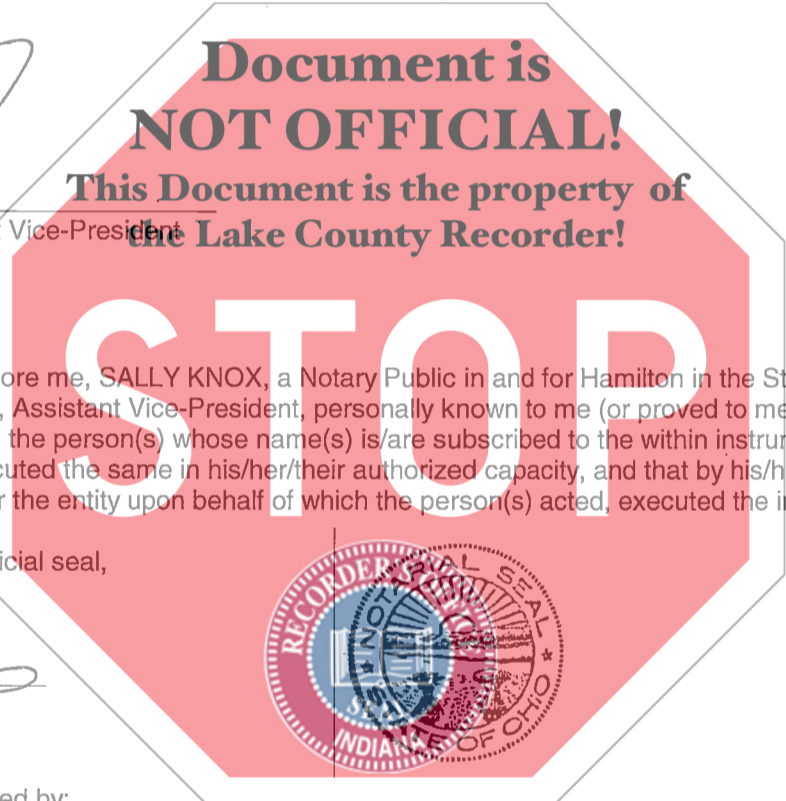 Document is
NOT OFFICIAL!
This Document is the property of
the Lake County Recorder!
Vice-President
STOP
ore me, SALLY KNOX, a Notary Public in and for Hamilton in the St
, Assistant Vice-President, personally known to me (or proved to me
the person(s) whose name(s) is/are subscribed to the within instrur
cuted the same in his/her/their authorized capacity, and that by his/h
r the entity upon behalf of which the person(s) acted, executed the i
icial seal,
RECORDER'S
SEAL
INDIANA
NOTARIAL SEAL
OF OHIO
ed by: